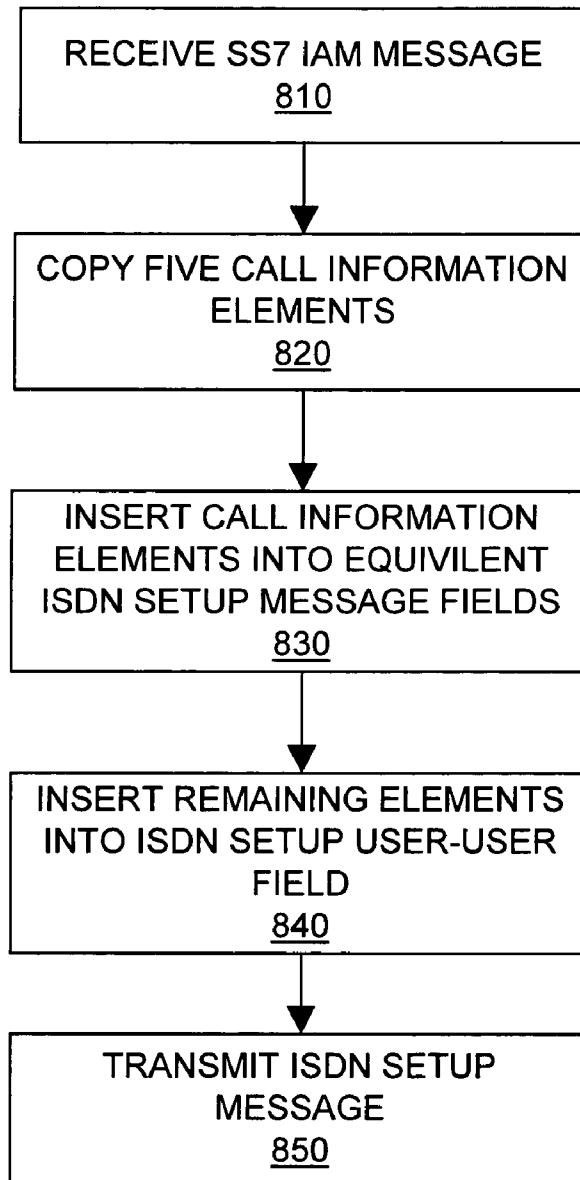 RECEIVE SS7 IAM MESSAGE
810
COPY FIVE CALL INFORMATION
ELEMENTS
820
INSERT CALL INFORMATION
ELEMENTS INTO EQUIVILENT
ISDN SETUP MESSAGE FIELDS
830
INSERT REMAINING ELEMENTS
INTO ISDN SETUP USER-USER
FIELD
840
TRANSMIT ISDN SETUP
MESSAGE
850